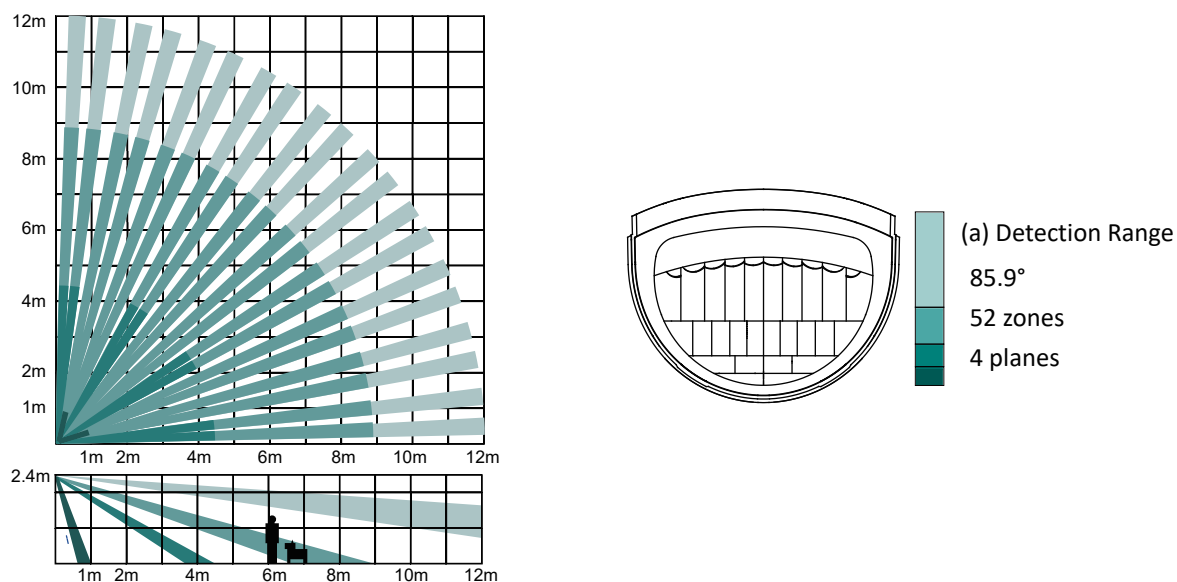 12m
10m
8m
6m
4m
2m
1m
1m 2m 4m 6m 8m 10m 12m
2.4m
1m 2m 4m 6m 8m 10m 12m
(a) Detection Range
85.9°
52 zones
4 planes